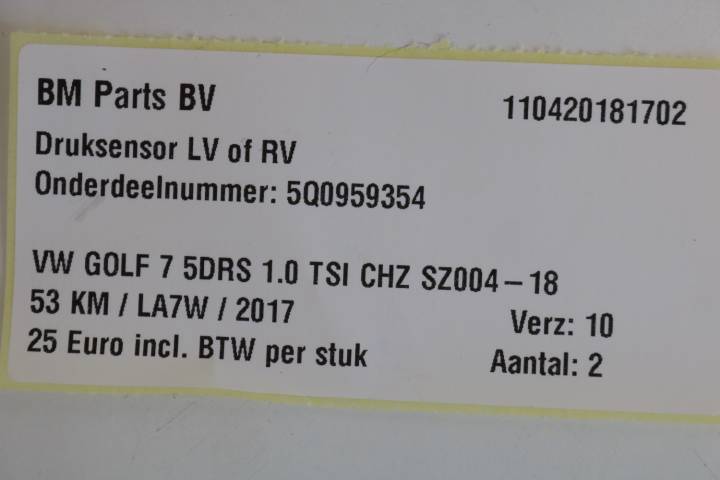 BM Parts BV 110420181702
Druksensor LV of RV
Onderdeelnummer: 5Q0959354
VW GOLF 7 5DRS 1.0 TSI CHZ SZ004-18
53 KM / LA7W / 2017 Verz: 10
25 Euro incl. BTW per stuk Aantal: 2